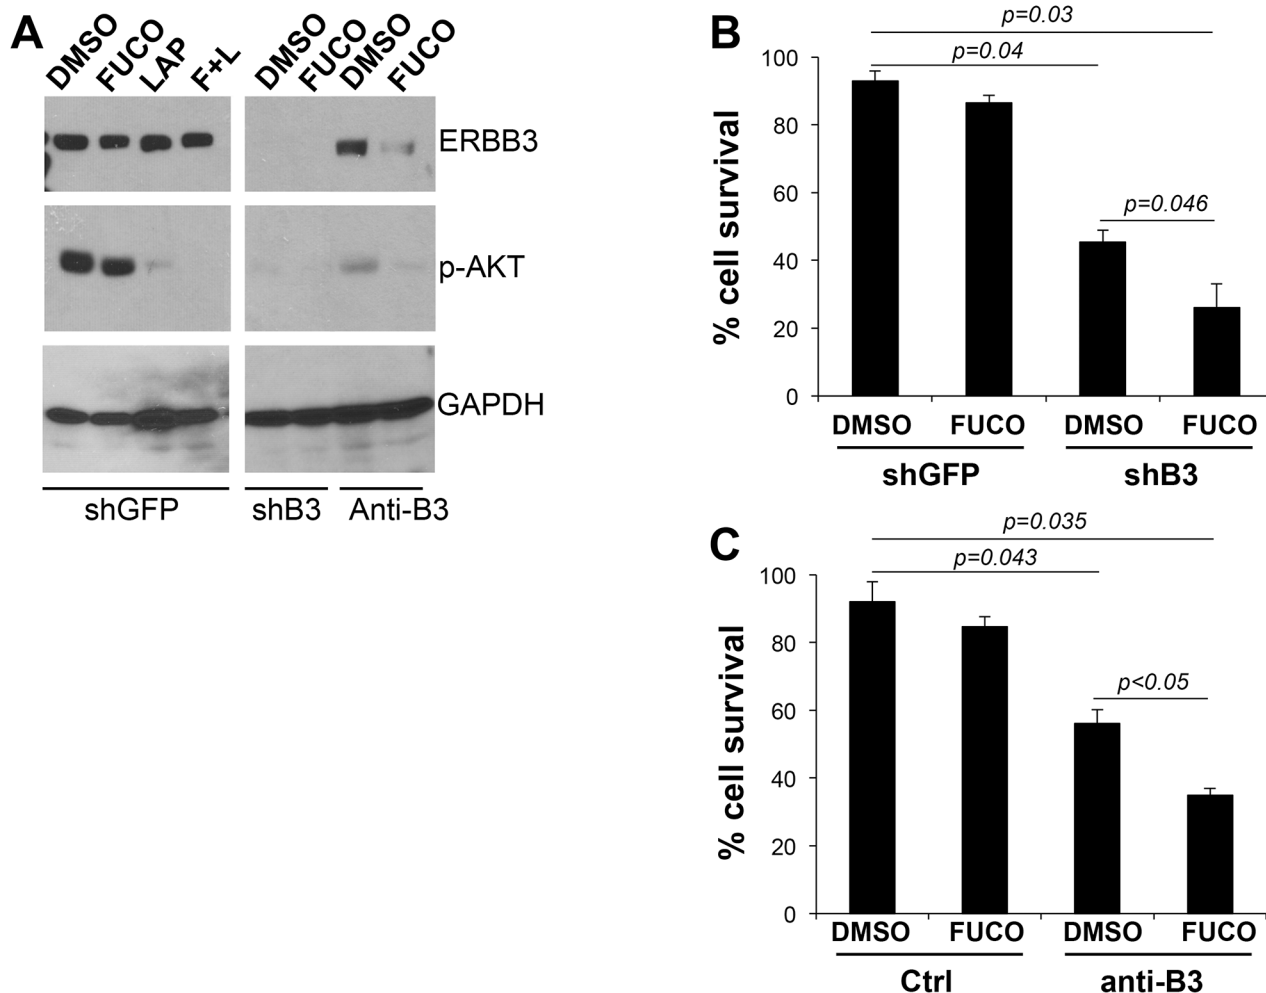 A
DMSO FUCO LAP F+L DMSO FUCO DMSO FUCO
ERBB3
p-AKT
GAPDH
shGFP shB3 Anti-B3
B
p=0.03
p=0.04
p=0.046
% cell survival
100
80
60
40
20
0
DMSO FUCO DMSO FUCO
shGFP shB3
C
p=0.035
p=0.043
p<0.05
% cell survival
100
80
60
40
20
0
DMSO FUCO DMSO FUCO
Ctrl anti-B3